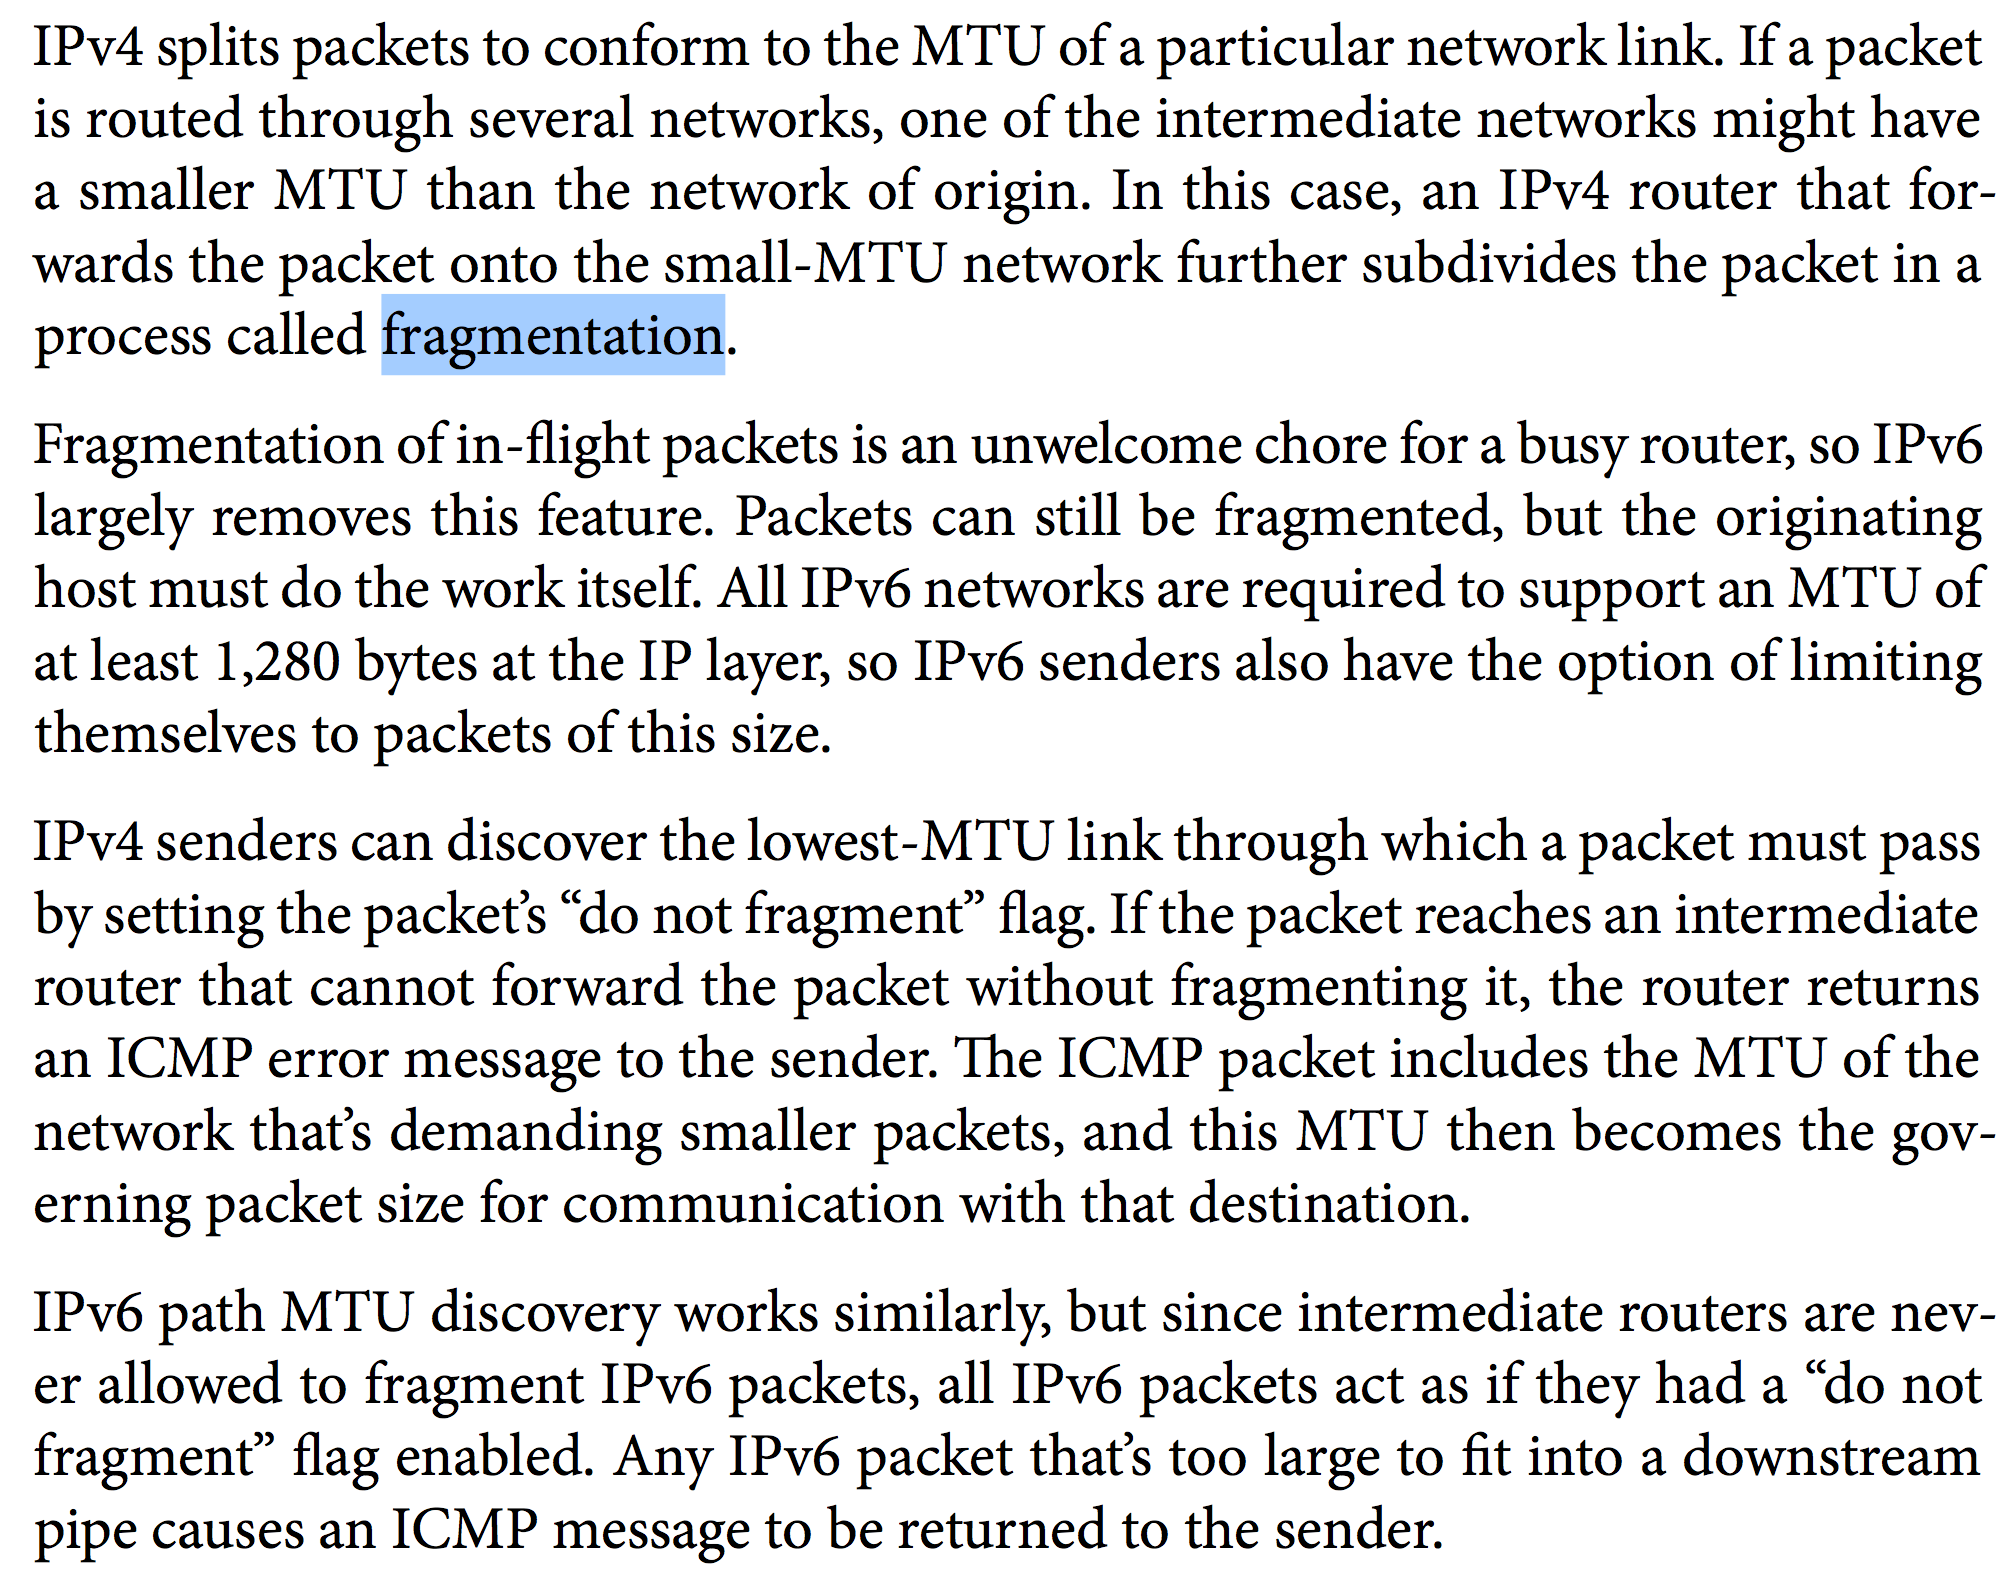 IPv4 splits packets to conform to the MTU of a particular network link. If a packet
is routed through several networks, one of the intermediate networks might have
a smaller MTU than the network of origin. In this case, an IPv4 router that for-
wards the packet onto the small-MTU network further subdivides the packet in a
process called fragmentation.
Fragmentation of in-flight packets is an unwelcome chore for a busy router, so IPv6
largely removes this feature. Packets can still be fragmented, but the originating
host must do the work itself. All IPv6 networks are required to support an MTU of
at least 1,280 bytes at the IP layer, so IPv6 senders also have the option of limiting
themselves to packets of this size.
IPv4 senders can discover the lowest-MTU link through which a packet must pass
by setting the packet’s “do not fragment” flag. If the packet reaches an intermediate
router that cannot forward the packet without fragmenting it, the router returns
an ICMP error message to the sender. The ICMP packet includes the MTU of the
network that’s demanding smaller packets, and this MTU then becomes the gov-
erning packet size for communication with that destination.
IPv6 path MTU discovery works similarly, but since intermediate routers are nev-
er allowed to fragment IPv6 packets, all IPv6 packets act as if they had a “do not
fragment” flag enabled. Any IPv6 packet that’s too large to fit into a downstream
pipe causes an ICMP message to be returned to the sender.